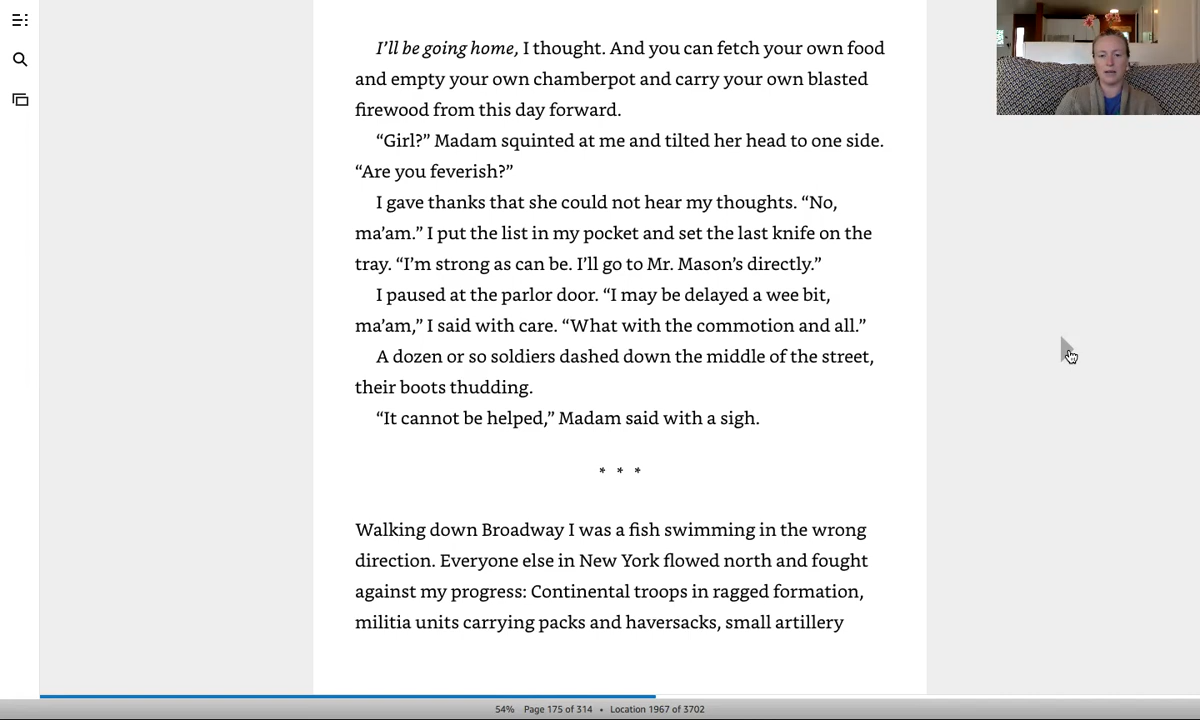 I’ll be going home, I thought. And you can fetch your own food
and empty your own chamberpot and carry your own blasted
firewood from this day forward.
“Girl?” Madam squinted at me and tilted her head to one side.
“Are you feverish?”
I gave thanks that she could not hear my thoughts. “No,
ma’am.” I put the list in my pocket and set the last knife on the
tray. “I’m strong as can be. I’ll go to Mr. Mason’s directly.”
I paused at the parlor door. “I may be delayed a wee bit,
ma’am,” I said with care. “What with the commotion and all.”
A dozen or so soldiers dashed down the middle of the street,
their boots thudding.
“It cannot be helped,” Madam said with a sigh.
* * *
Walking down Broadway I was a fish swimming in the wrong
direction. Everyone else in New York flowed north and fought
against my progress: Continental troops in ragged formation,
militia units carrying packs and haversacks, small artillery
54% Page 175 of 314 • Location 1967 of 3702